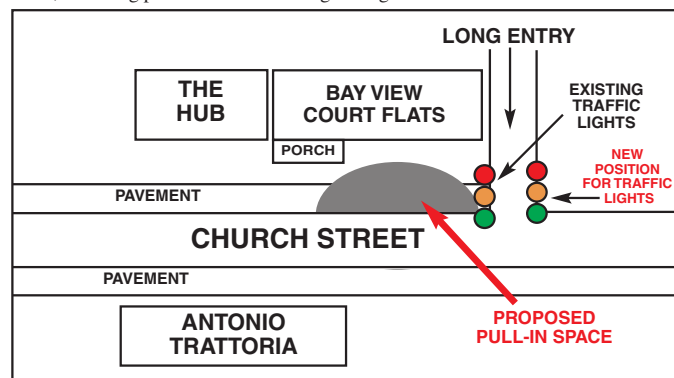 LONG ENTRY
THE
HUB
BAY VIEW
COURT FLATS
PORCH
EXISTING
TRAFFIC
LIGHTS
NEW
POSITION
FOR TRAFFIC
LIGHTS
PAVEMENT
CHURCH STREET
PAVEMENT
ANTONIO
TRATTORIA
PROPOSED
PULL-IN SPACE